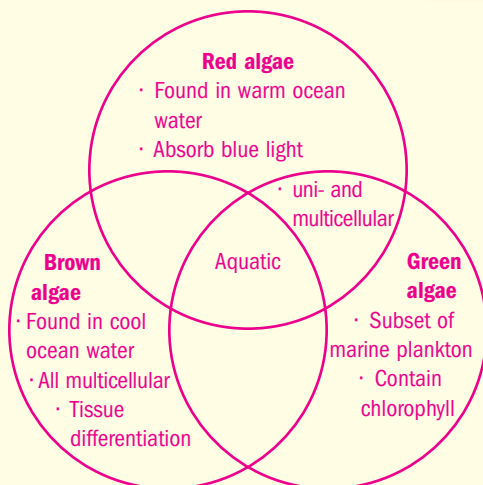 Red algae
· Found in warm ocean
water
· Absorb blue light
· uni- and
multicellular
Aquatic
Brown
algae
· Found in cool
ocean water
· All multicellular
· Tissue
differentiation
Green
algae
· Subset of
marine plankton
· Contain
chlorophyll